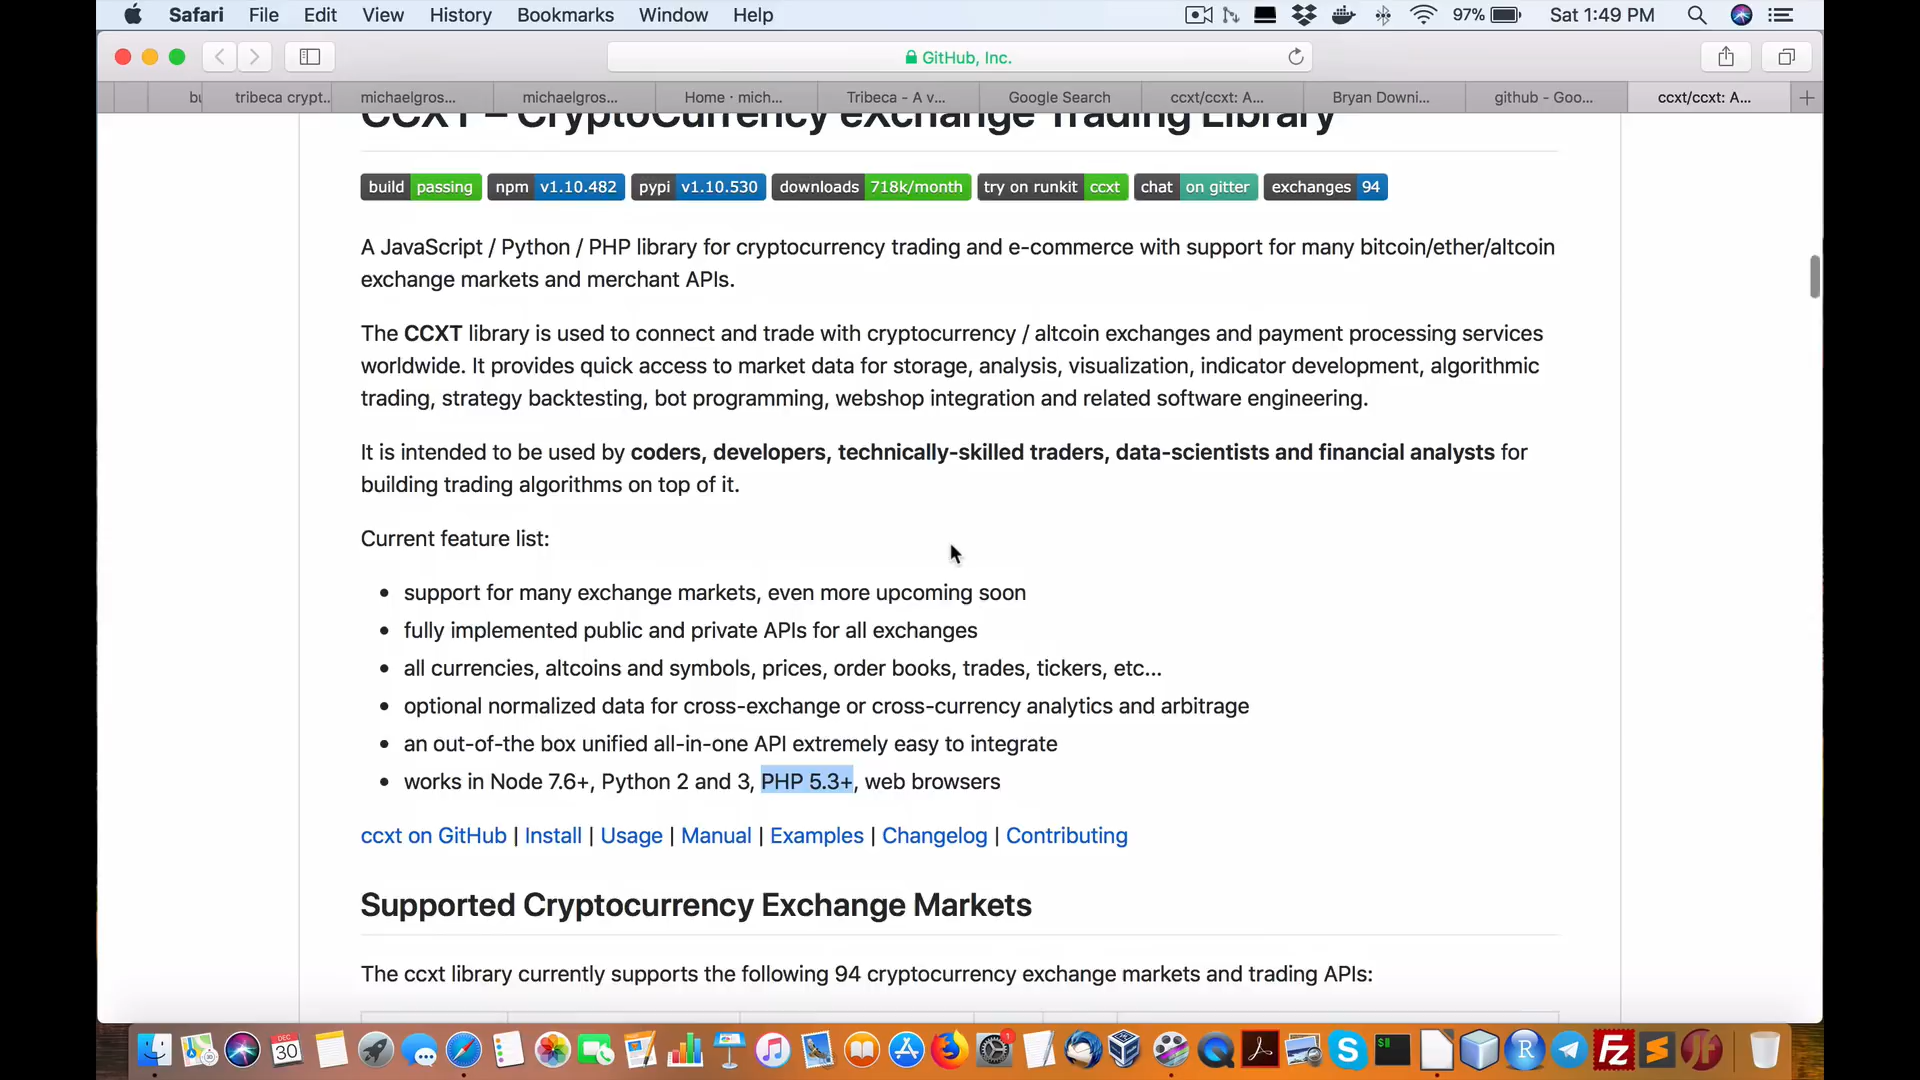 Safari File Edit View History Bookmarks Window Help 97% Sat 1:49 PM
GitHub, Inc.
bu tribeca crypt... michaelgros... michaelgros... Home · mich... Tribeca - A v... Google Search ccxt/ccxt: A... Bryan Downi... github - Goo... ccxt/ccxt: A...
CCXT – CryptoCurrency eXchange Trading Library
build passing npm v1.10.482 pypi v1.10.530 downloads 718k/month try on runkit ccxt chat on gitter exchanges 94
A JavaScript / Python / PHP library for cryptocurrency trading and e-commerce with support for many bitcoin/ether/altcoin
exchange markets and merchant APIs.
The CCXT library is used to connect and trade with cryptocurrency / altcoin exchanges and payment processing services
worldwide. It provides quick access to market data for storage, analysis, visualization, indicator development, algorithmic
trading, strategy backtesting, bot programming, webshop integration and related software engineering.
It is intended to be used by coders, developers, technically-skilled traders, data-scientists and financial analysts for
building trading algorithms on top of it.
Current feature list:
• support for many exchange markets, even more upcoming soon
• fully implemented public and private APIs for all exchanges
• all currencies, altcoins and symbols, prices, order books, trades, tickers, etc...
• optional normalized data for cross-exchange or cross-currency analytics and arbitrage
• an out-of-the box unified all-in-one API extremely easy to integrate
• works in Node 7.6+, Python 2 and 3, PHP 5.3+, web browsers
ccxt on GitHub | Install | Usage | Manual | Examples | Changelog | Contributing
Supported Cryptocurrency Exchange Markets
The ccxt library currently supports the following 94 cryptocurrency exchange markets and trading APIs:
DEC
30